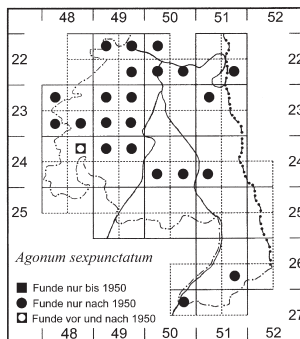 48 49 50 51 52
22 22
23 23
24 24
25 25
Agonum sexpunctatum
26
Funde nur bis 1950
Funde nur nach 1950
Funde vor und nach 1950
27
48 49 50 51 52